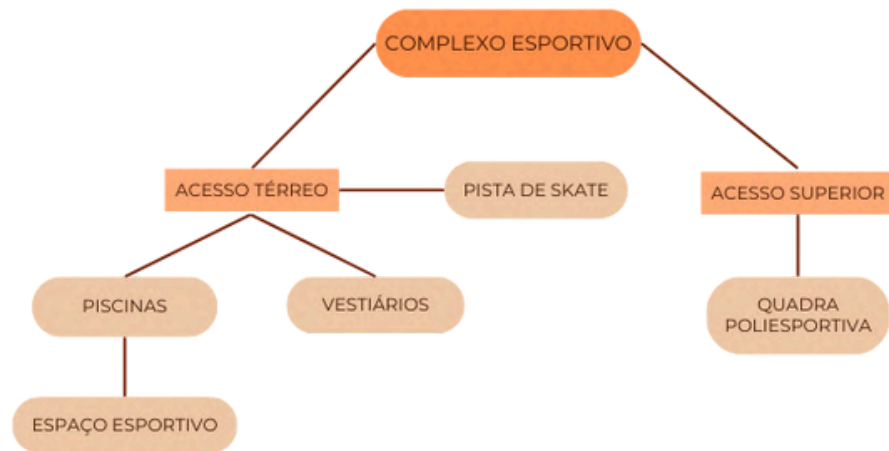 COMPLEXO ESPORTIVO
ACESSO TÉRREO
PISTA DE SKATE
ACESSO SUPERIOR
PISCINAS
VESTIÁRIOS
QUADRA
POLIESPORTIVA
ESPAÇO ESPORTIVO